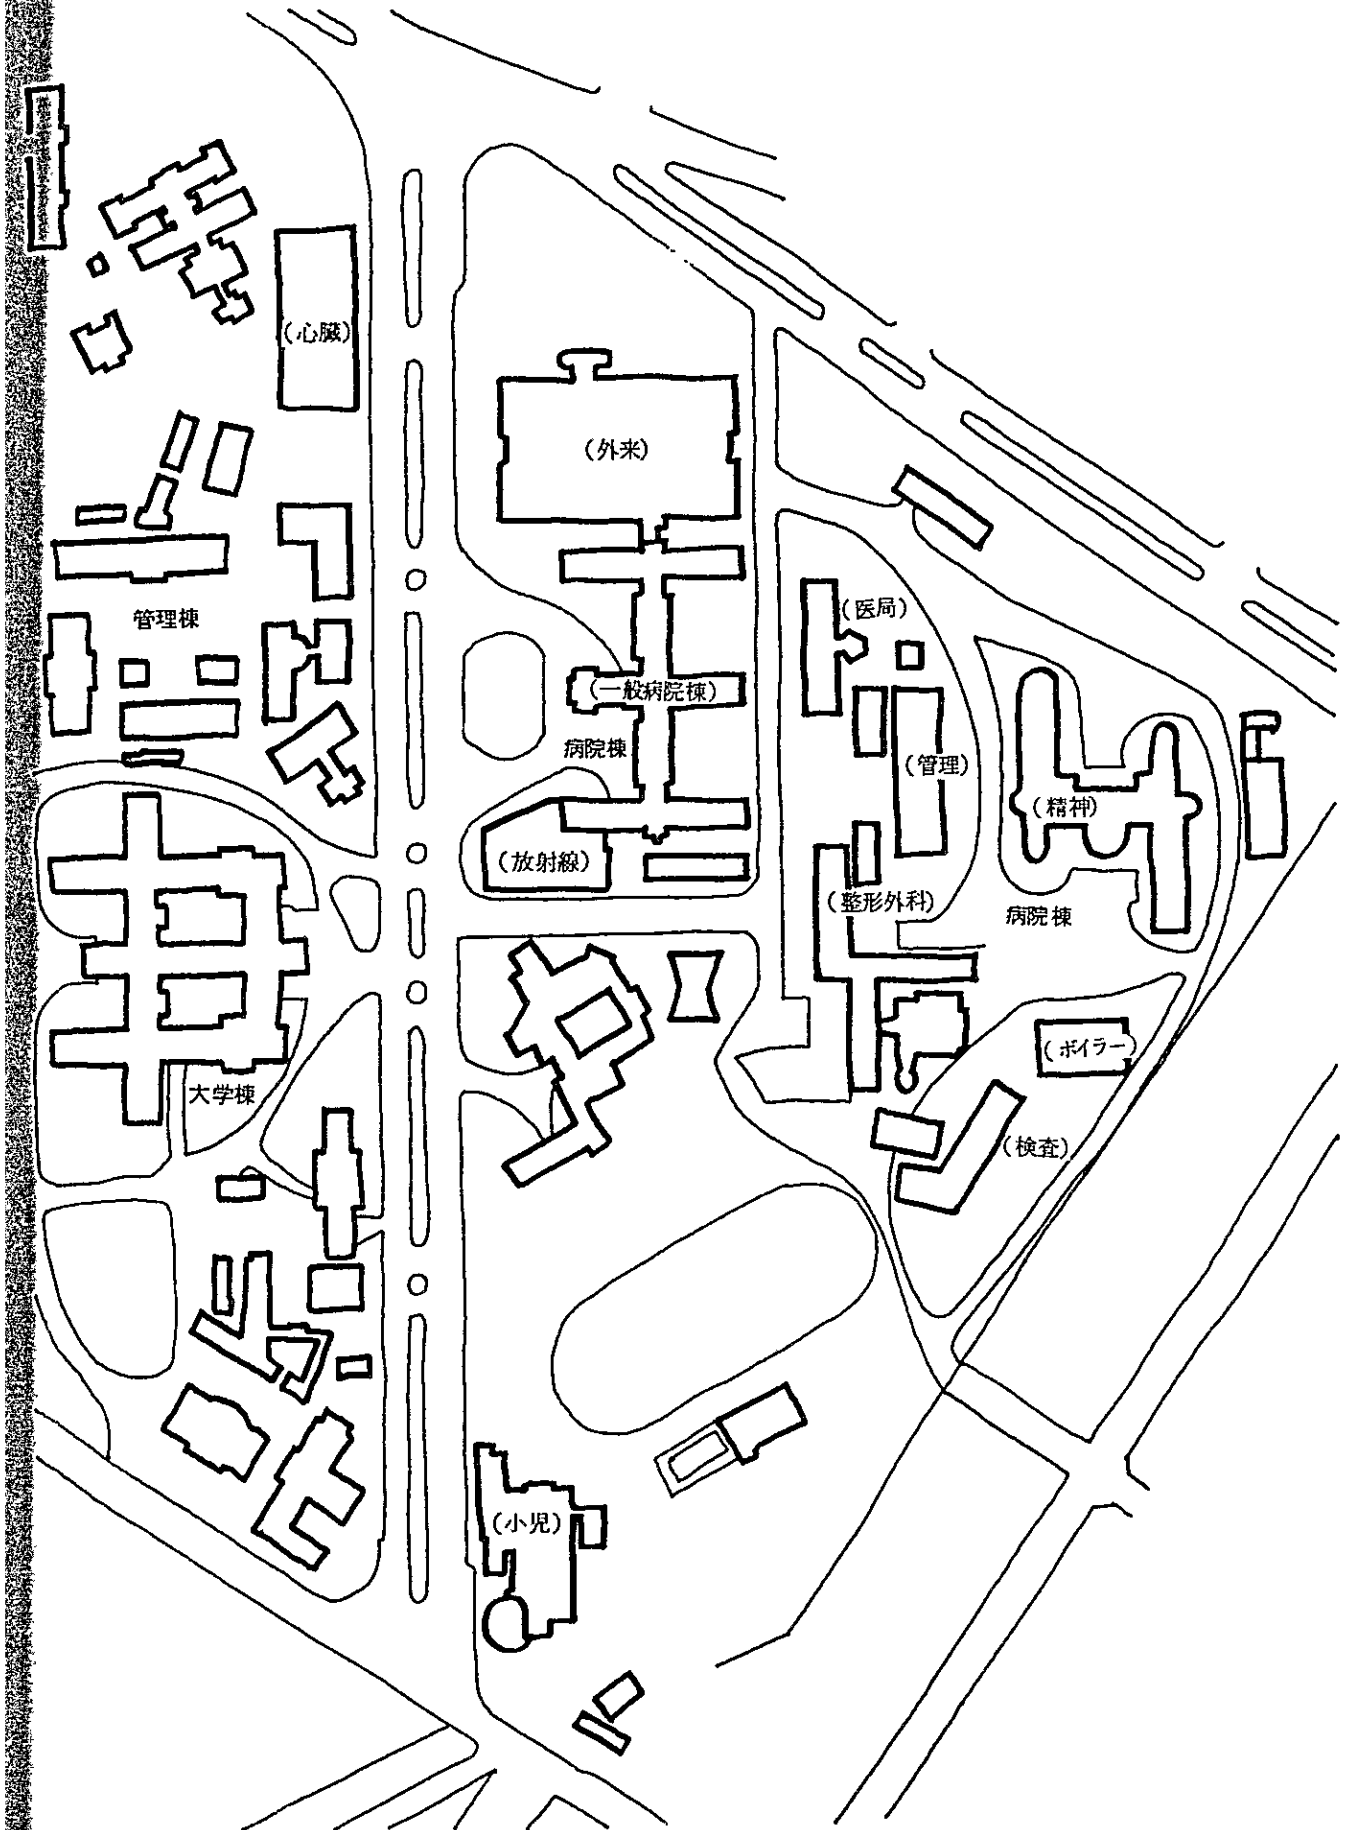 (心臓)
(外来)
管理棟
(医局)
(一般病院棟)
病院棟
(管理)
(精神)
(放射線)
(整形外科)
病院棟
(ボイラー)
大学棟
(検査)
(小児)